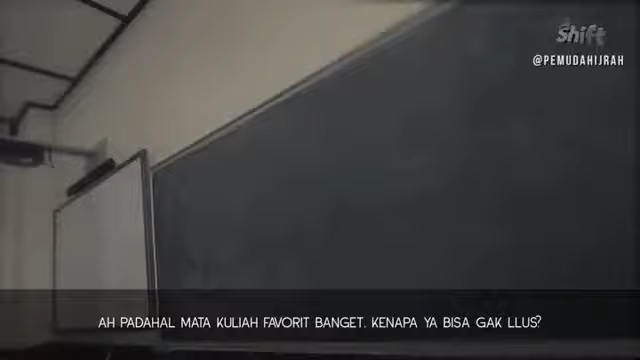 Shift
@PEMUDAHIJRAH
AH PADAHAL MATA KULIAH FAVORIT BANGET. KENAPA YA BISA GAK LLUS?